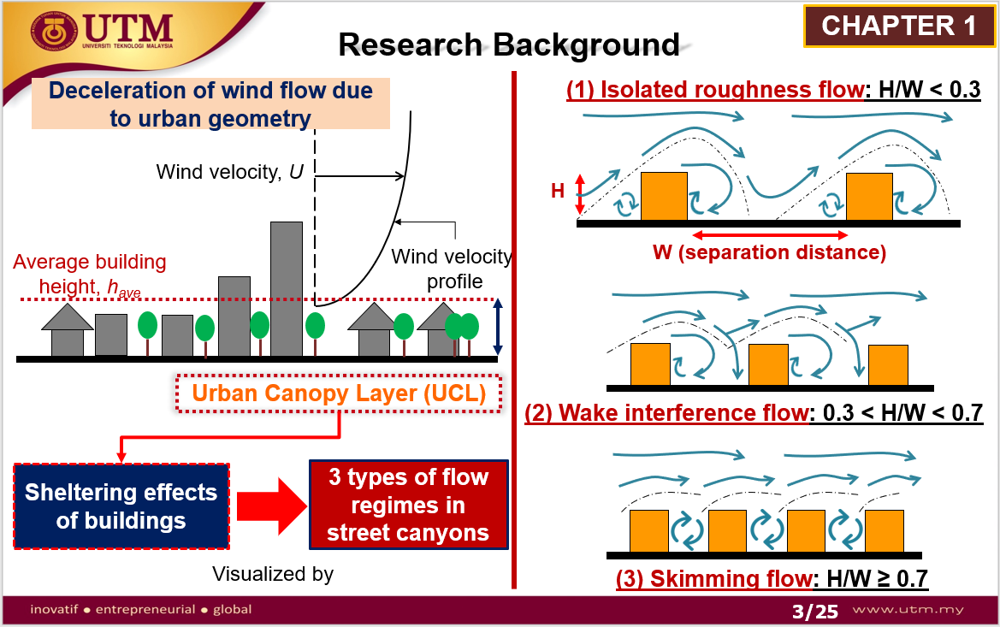 UTM
UNIVERSITI TEKNOLOGI MALAYSIA
Research Background
CHAPTER 1
Deceleration of wind flow due
to urban geometry
Wind velocity, U
Wind velocity
profile
Average building
height, have
Urban Canopy Layer (UCL)
Sheltering effects
of buildings
3 types of flow
regimes in
street canyons
Visualized by
(1) Isolated roughness flow: H/W < 0.3
H
W (separation distance)
(2) Wake interference flow: 0.3 < H/W < 0.7
(3) Skimming flow: H/W ≥ 0.7
inovatif ● entrepreneurial ● global
3/25
www.utm.my